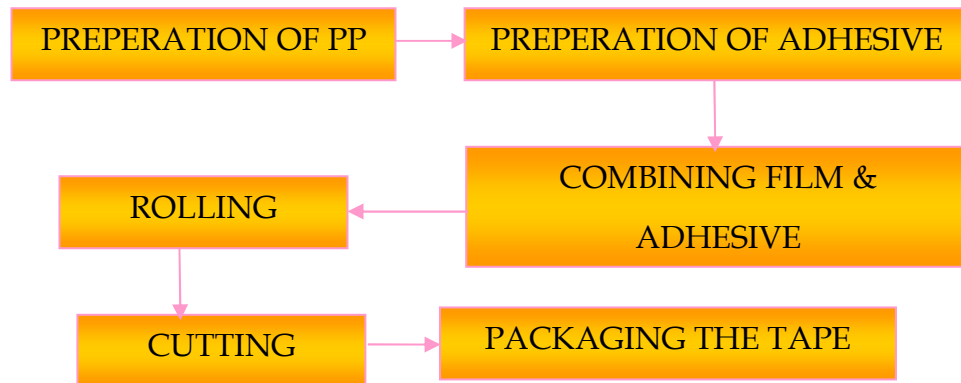 PREPERATION OF PP
PREPERATION OF ADHESIVE
COMBINING FILM &
ADHESIVE
ROLLING
CUTTING
PACKAGING THE TAPE